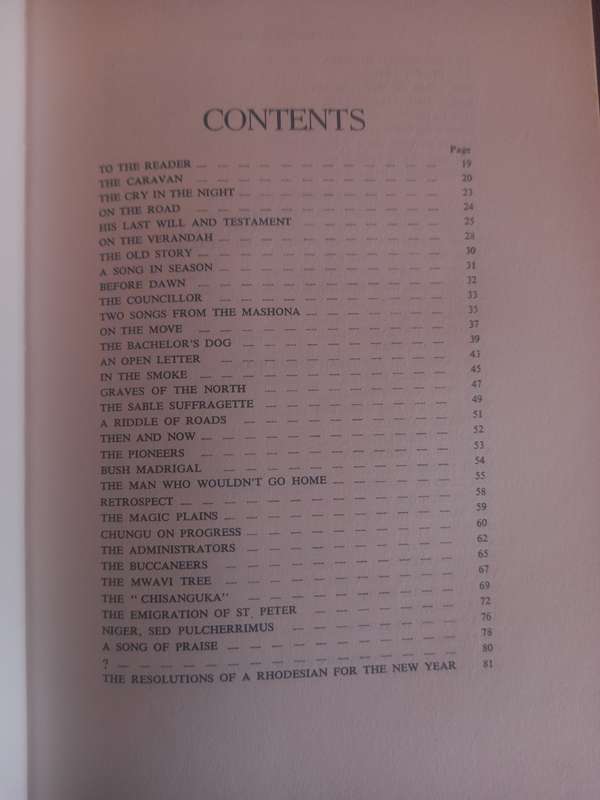 CONTENTS
Page
TO THE READER 19
THE CARAVAN 20
THE CRY IN THE NIGHT 23
ON THE ROAD 24
HIS LAST WILL AND TESTAMENT 25
ON THE VERANDAH 28
THE OLD STORY 30
A SONG IN SEASON 31
BEFORE DAWN 32
THE COUNCILLOR 33
TWO SONGS FROM THE MASHONA 35
ON THE MOVE 37
THE BACHELOR'S DOG 39
AN OPEN LETTER 43
IN THE SMOKE 45
GRAVES OF THE NORTH 47
THE SABLE SUFFRAGETTE 49
A RIDDLE OF ROADS 51
THEN AND NOW 52
THE PIONEERS 53
BUSH MADRIGAL 54
THE MAN WHO WOULDN'T GO HOME 55
RETROSPECT 58
THE MAGIC PLAINS 59
CHUNGU ON PROGRESS 60
THE ADMINISTRATORS 62
THE BUCCANEERS 65
THE MWAVI TREE 67
THE "CHISANGUKA" 69
THE EMIGRATION OF ST. PETER 72
NIGER, SED PULCHERRIMUS 76
A SONG OF PRAISE 78
? 80
THE RESOLUTIONS OF A RHODESIAN FOR THE NEW YEAR 81